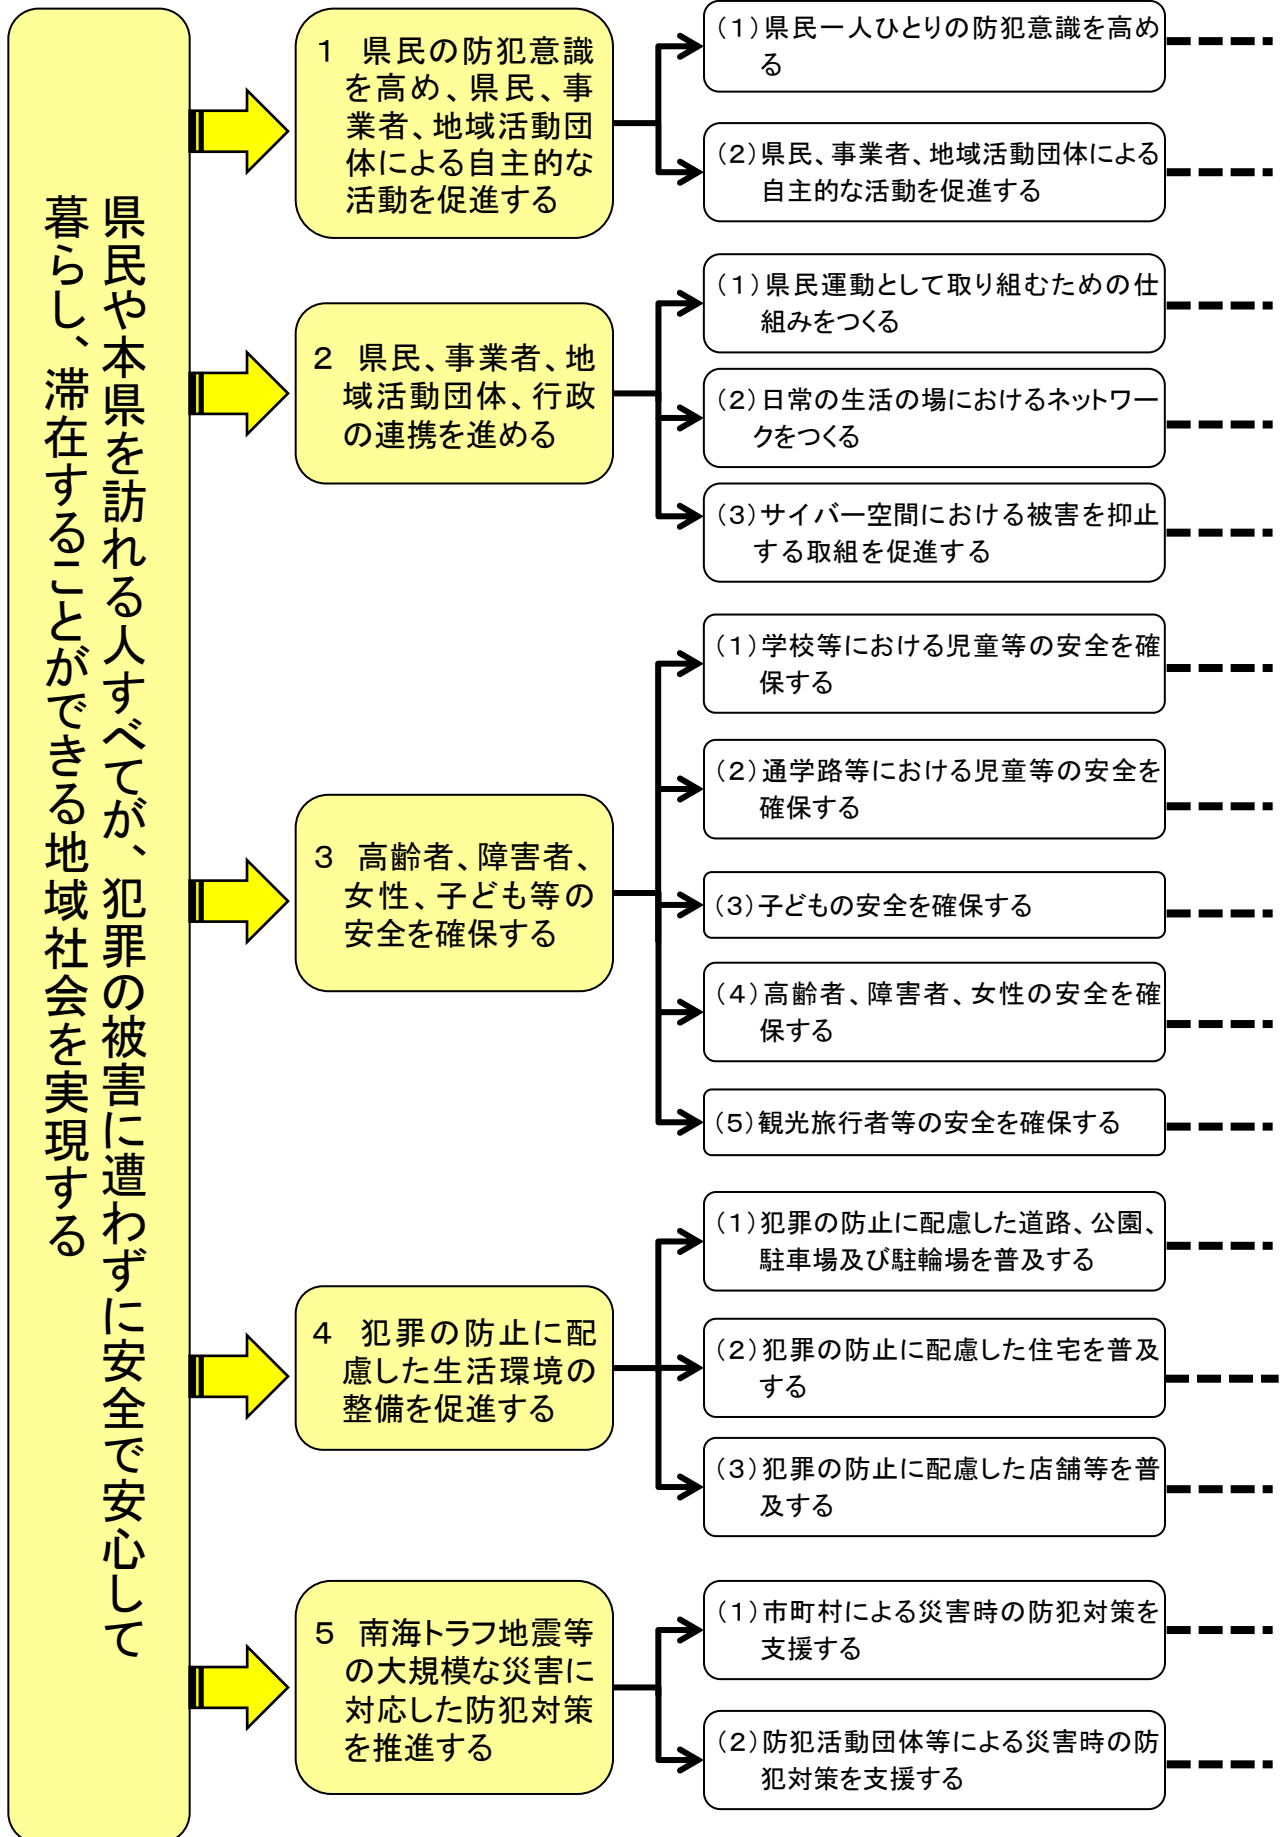 県民や本県を訪れる人すべてが、犯罪の被害に遭わずに安全で安心して
暮らし、滞在することができる地域社会を実現する
１　県民の防犯意識
を高め、県民、事
業者、地域活動団
体による自主的な
活動を促進する
（１）県民一人ひとりの防犯意識を高め
る
（２）県民、事業者、地域活動団体による
自主的な活動を促進する
２　県民、事業者、地
域活動団体、行政
の連携を進める
（１）県民運動として取り組むための仕
組みをつくる
（２）日常の生活の場におけるネットワー
クをつくる
（３）サイバー空間における被害を抑止
する取組を促進する
３　高齢者、障害者、
女性、子ども等の
安全を確保する
（１）学校等における児童等の安全を確
保する
（２）通学路等における児童等の安全を
確保する
（３）子どもの安全を確保する
（４）高齢者、障害者、女性の安全を確
保する
（５）観光旅行者等の安全を確保する
４　犯罪の防止に配
慮した生活環境の
整備を促進する
（１）犯罪の防止に配慮した道路、公園、
駐車場及び駐輪場を普及する
（２）犯罪の防止に配慮した住宅を普及
する
（３）犯罪の防止に配慮した店舗等を普
及する
５　南海トラフ地震等
の大規模な災害に
対応した防犯対策
を推進する
（１）市町村による災害時の防犯対策を
支援する
（２）防犯活動団体等による災害時の防
犯対策を支援する